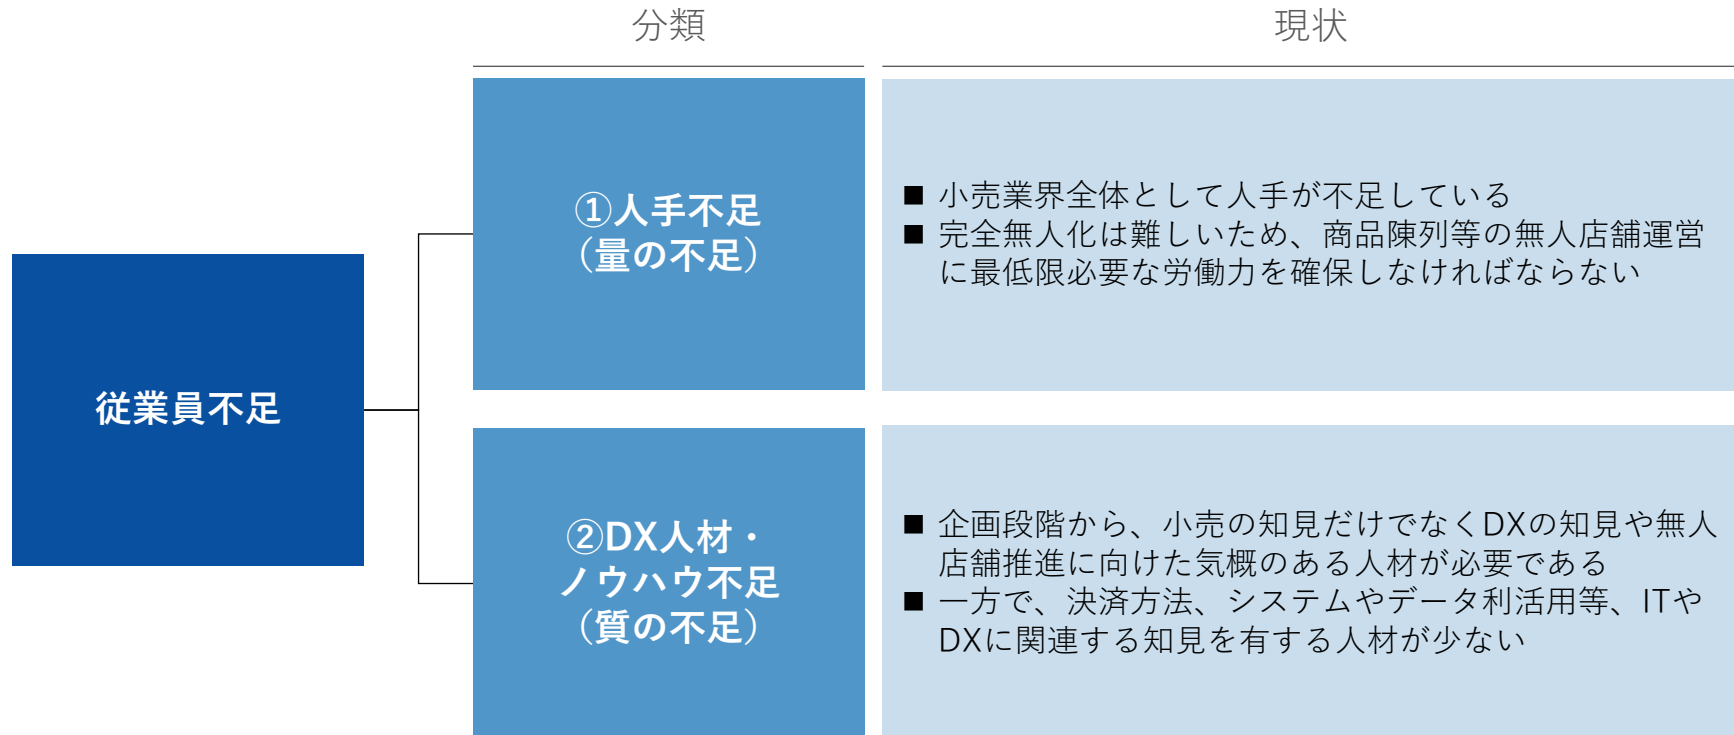 分類
現状
従業員不足
①人手不足
（量の不足）
■ 小売業界全体として人手が不足している
■ 完全無人化は難しいため、商品陳列等の無人店舗運営
に最低限必要な労働力を確保しなければならない
②DX人材・
ノウハウ不足
（質の不足）
■ 企画段階から、小売の知見だけでなくDXの知見や無人
店舗推進に向けた気概のある人材が必要である
■ 一方で、決済方法、システムやデータ利活用等、ITや
DXに関連する知見を有する人材が少ない